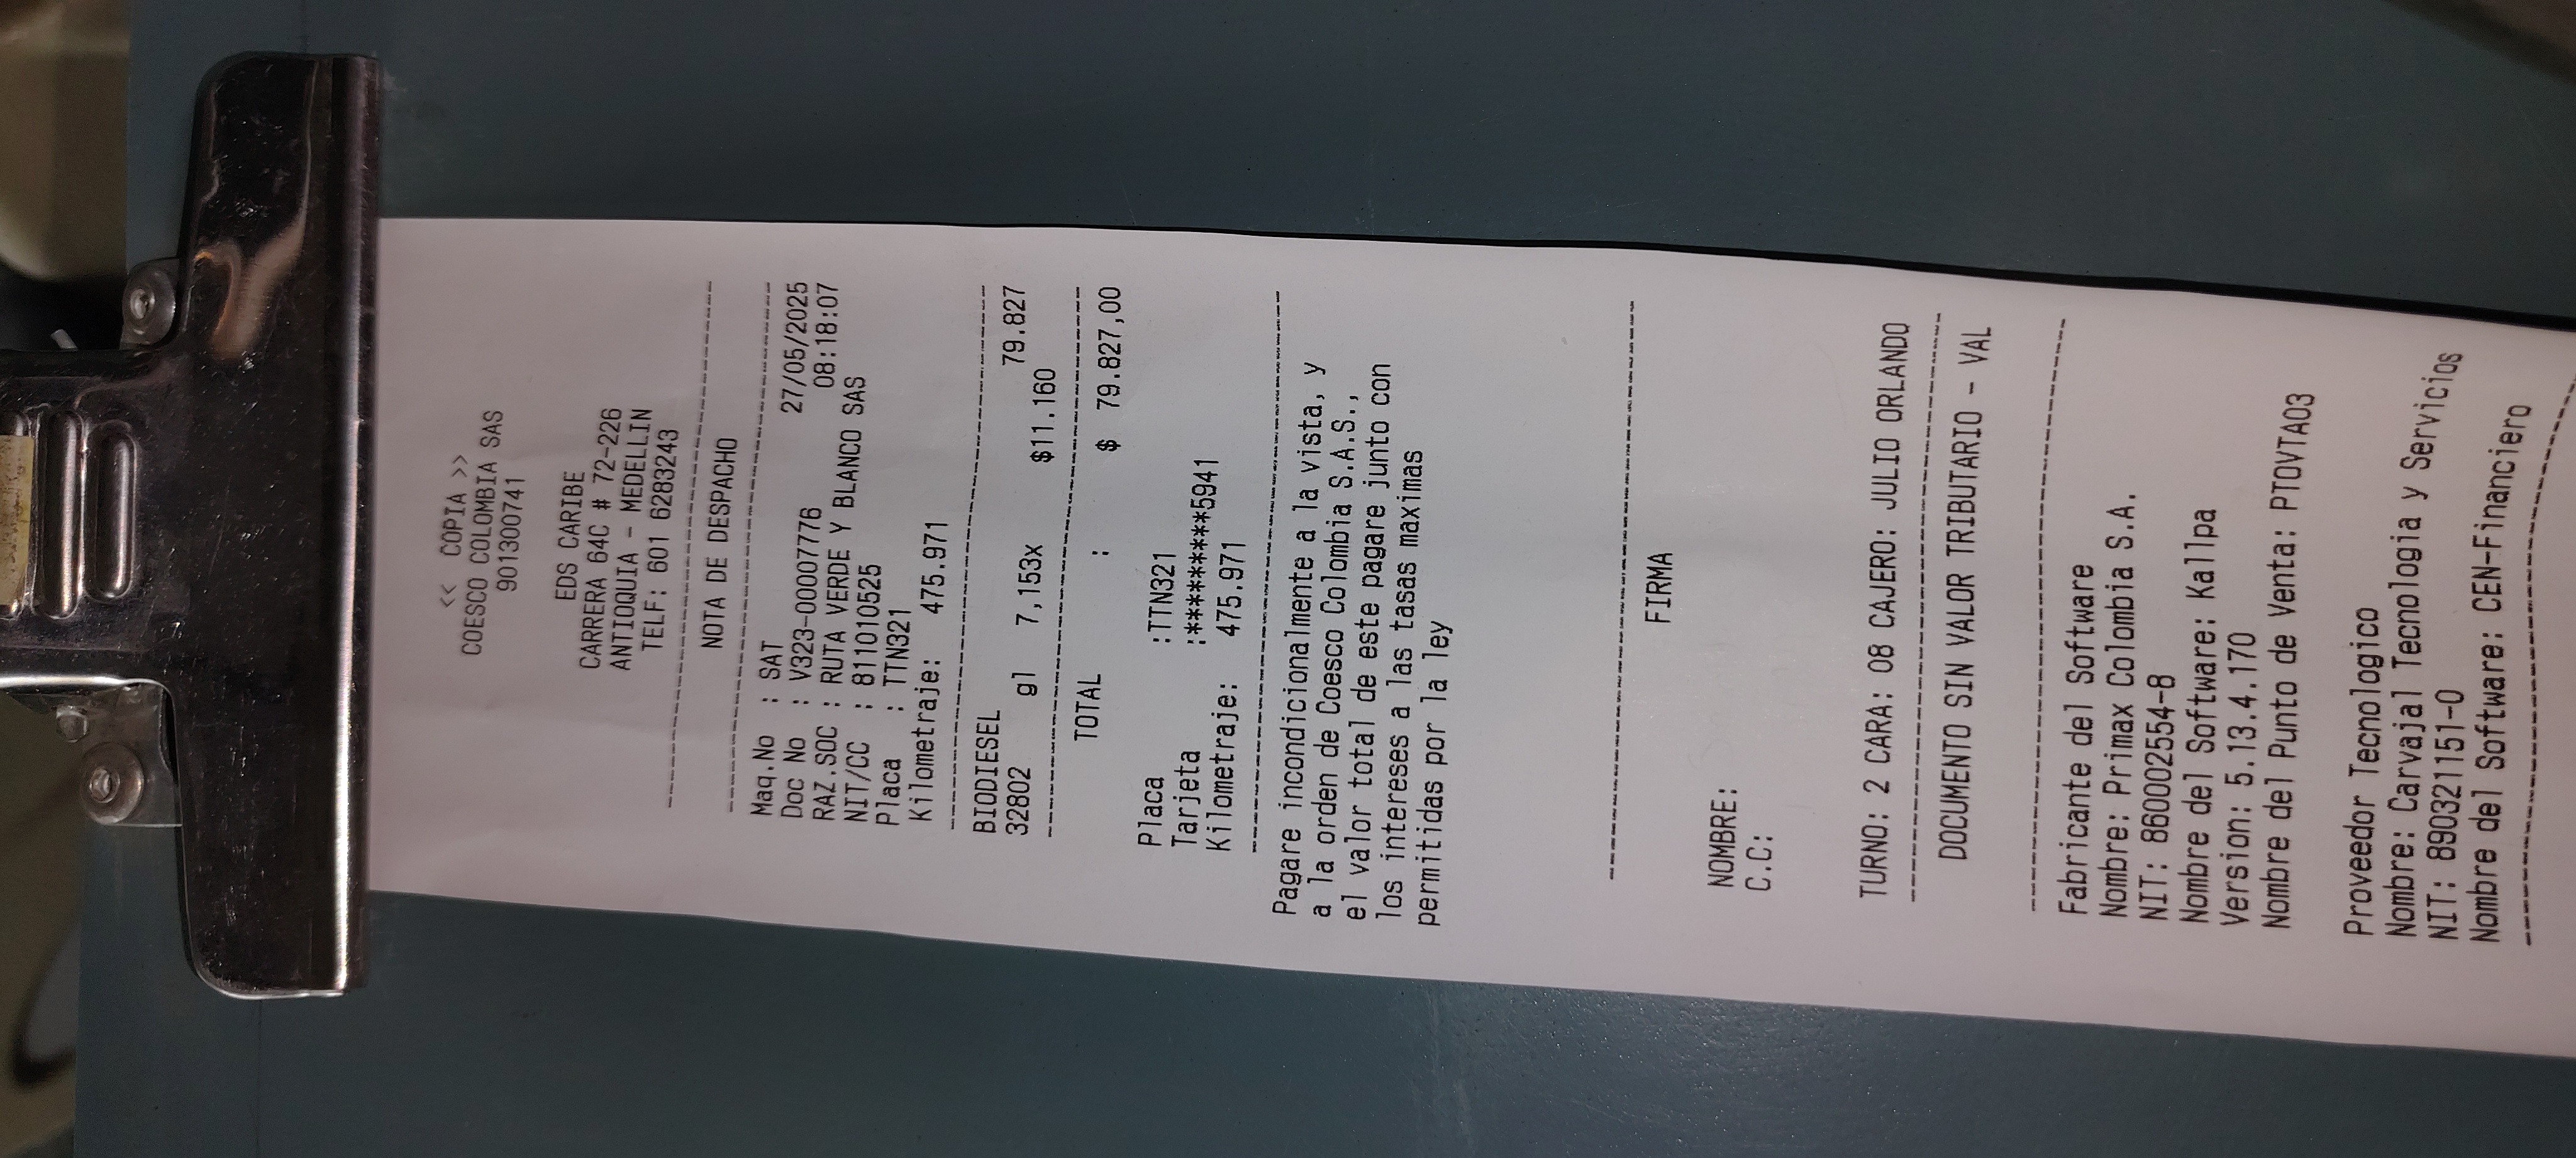 << COPIA >>
COESCO COLOMBIA SAS
901300741
EDS CARIBE
CARRERA 64C # 72-226
ANTIOQUIA - MEDELLIN
TELF: 601 6283243
NOTA DE DESPACHO
Maq.No : SAT 27/05/2025
Doc No : V323-00007776 08:18:07
RAZ.SOC : RUTA VERDE Y BLANCO SAS
NIT/CC : 811010525
Placa : TTN321
Kilometraje: 475.971
BIODIESEL
32802 gl 7,153x $11.160 79.827
TOTAL : $ 79.827,00
Placa :TTN321
Tarjeta :********5941
Kilometraje: 475.971
Pagare incondicionalmente a la vista, y
a la orden de Coesco Colombia S.A.S.,
el valor total de este pagare junto con
los intereses a las tasas maximas
permitidas por la ley
FIRMA
NOMBRE:
C.C:
TURNO: 2 CARA: 08 CAJERO: JULIO ORLANDO
DOCUMENTO SIN VALOR TRIBUTARIO - VAL
Fabricante del Software
Nombre: Primax Colombia S.A.
NIT: 860002554-8
Nombre del Software: Kallpa
Version: 5.13.4.170
Nombre del Punto de Venta: PTOVTA03
Proveedor Tecnologico
Nombre: Carvajal Tecnologia y Servicios
NIT: 890321151-0
Nombre del Software: CEN-Financiero